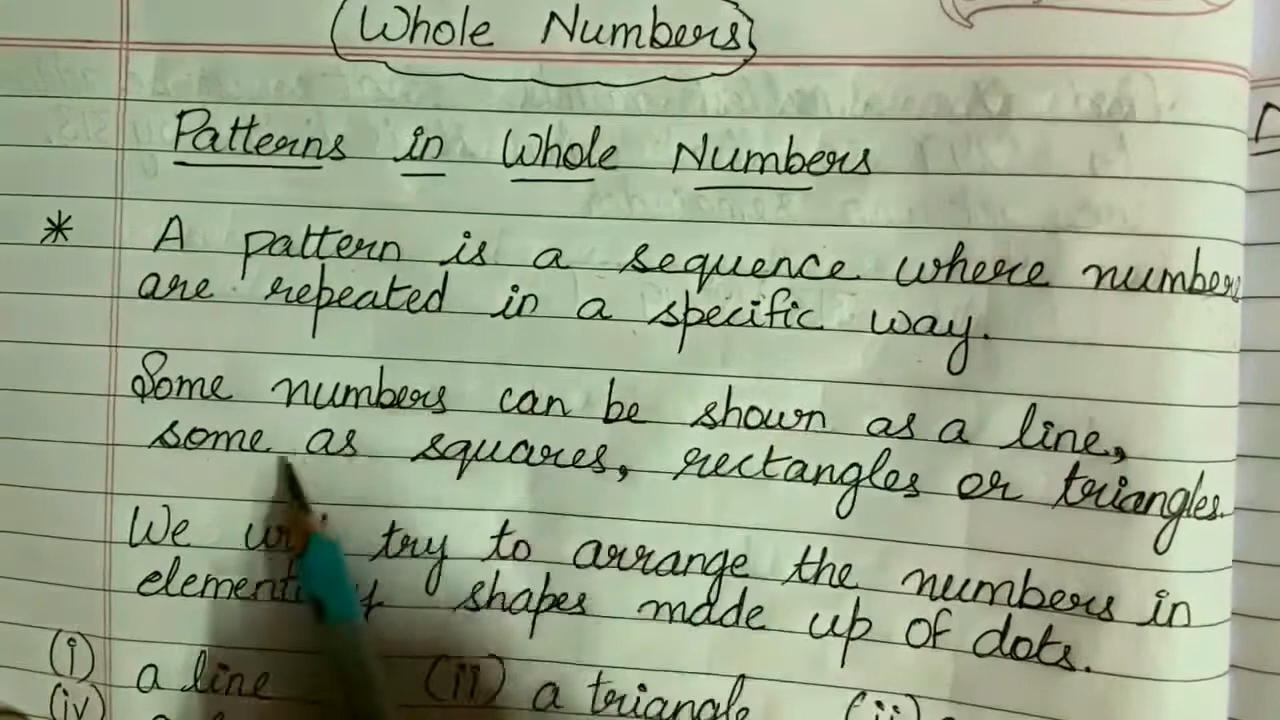 Whole Numbers
Patterns in Whole Numbers
* A pattern is a sequence where numbers
are repeated in a specific way.
Some numbers can be shown as a line,
some as squares, rectangles or triangles.
We try to arrange the numbers in
shapes made up of dots.
(i) a line (ii) a triangle
(iv)